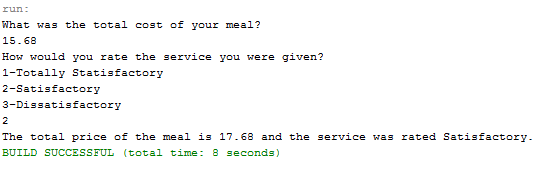 run:
What was the total cost of your meal?
15.68
How would you rate the service you were given?
1-Totally Statisfactory
2-Satisfactory
3-Dissatisfactory
2
The total price of the meal is 17.68 and the service was rated Satisfactory.
BUILD SUCCESSFUL (total time: 8 seconds)